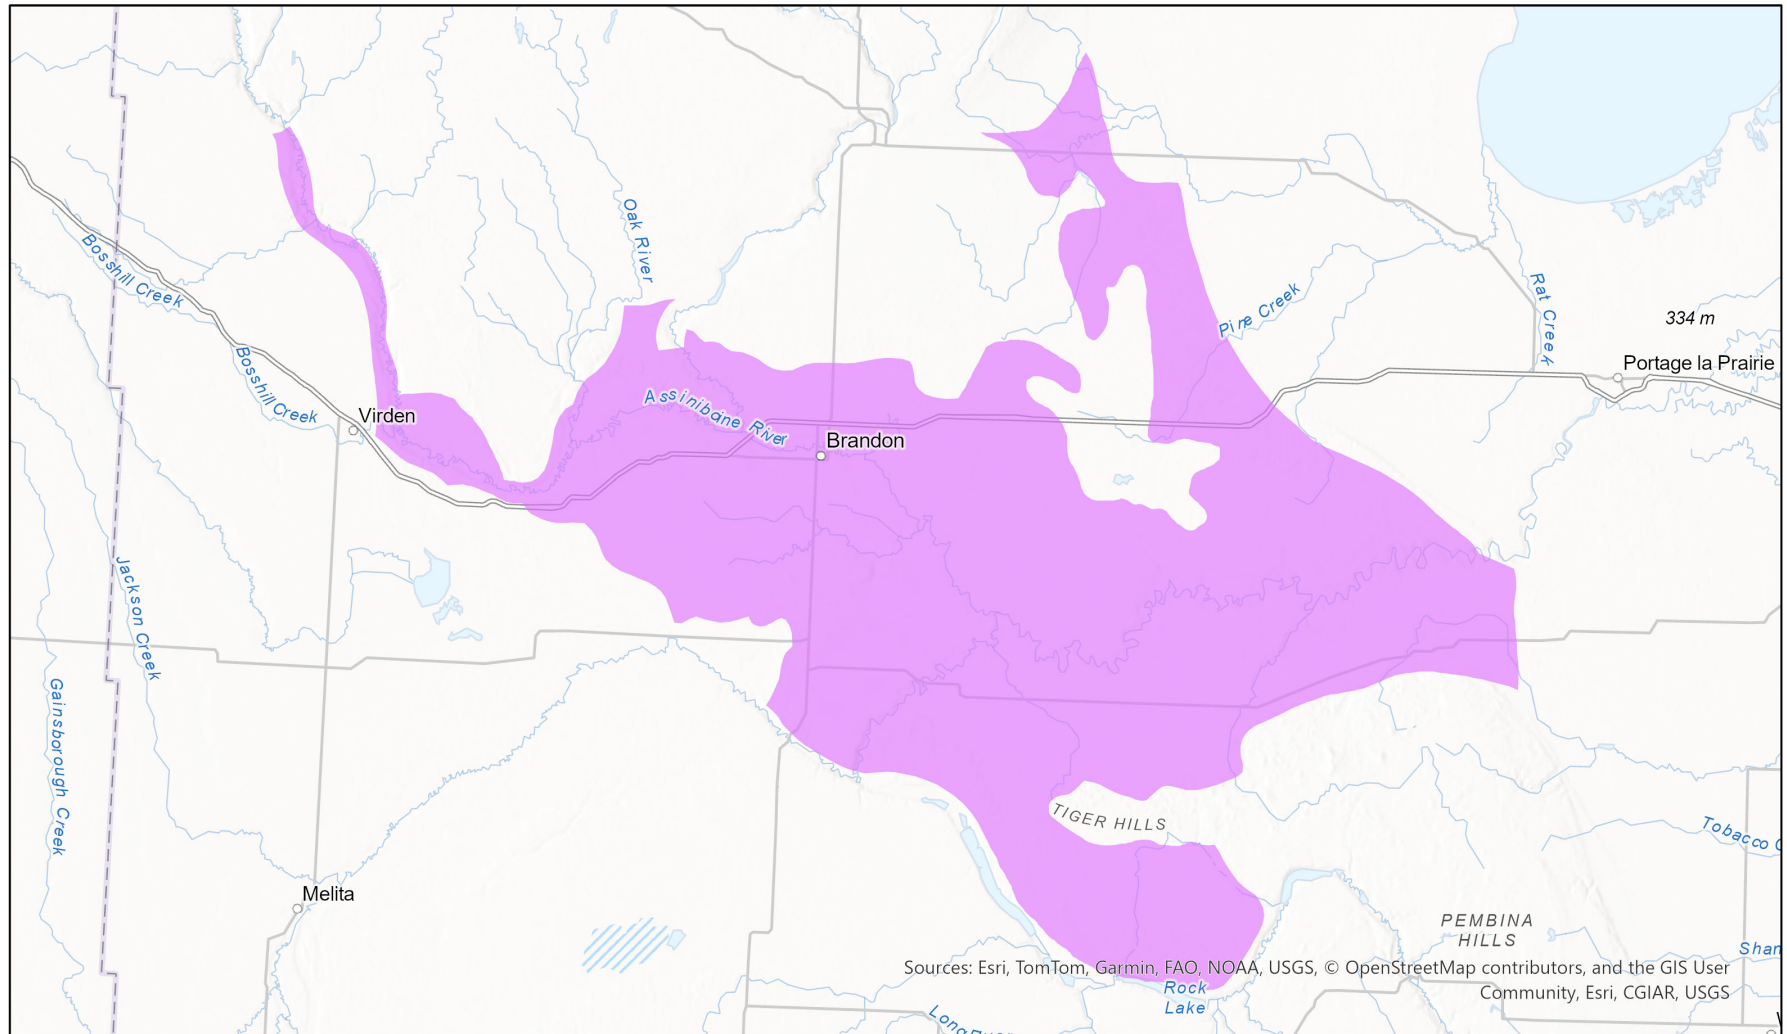 Oak River
Bosshill Creek
Rat Creek
Pine Creek
334 m
Portage la Prairie
Bosshill Creek
Virden
Assiniboine River
Brandon
Jackson Creek
Gainsborough Creek
TIGER HILLS
Tobacco C
Melita
PEMBINA
HILLS
Shan
Sources: Esri, TomTom, Garmin, FAO, NOAA, USGS, © OpenStreetMap contributors, and the GIS User
Community, Esri, CGIAR, USGS
Rock
Lake